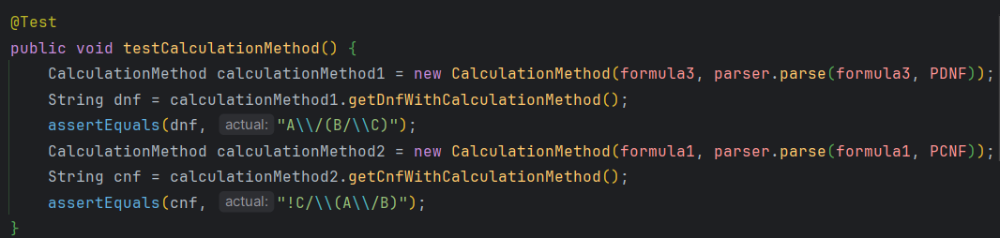 @Test
public void testCalculationMethod() {
    CalculationMethod calculationMethod1 = new CalculationMethod(formula3, parser.parse(formula3, PDNF));
    String dnf = calculationMethod1.getDnfWithCalculationMethod();
    assertEquals(dnf, actual: "A\\/(B/\\C)");
    CalculationMethod calculationMethod2 = new CalculationMethod(formula1, parser.parse(formula1, PCNF));
    String cnf = calculationMethod2.getCnfWithCalculationMethod();
    assertEquals(cnf, actual: "!C/\\(A\\/B)");
}